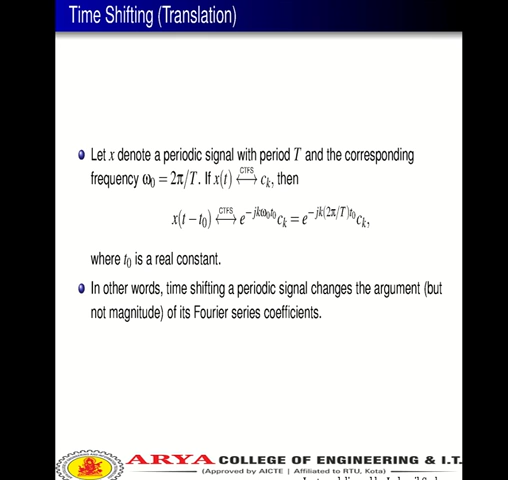 Time Shifting (Translation)
Let x denote a periodic signal with period T and the corresponding
frequency ω₀ = 2π/T. If x(t) ⟷ᶜᵀᶠˢ cₖ, then
x(t − t₀) ⟷ᶜᵀᶠˢ e^{−jkω₀t₀} cₖ = e^{−jk(2π/T)t₀} cₖ,
where t₀ is a real constant.
In other words, time shifting a periodic signal changes the argument (but
not magnitude) of its Fourier series coefficients.
ARYA COLLEGE OF ENGINEERING & I.T.
(Approved by AICTE | Affiliated to RTU, Kota)